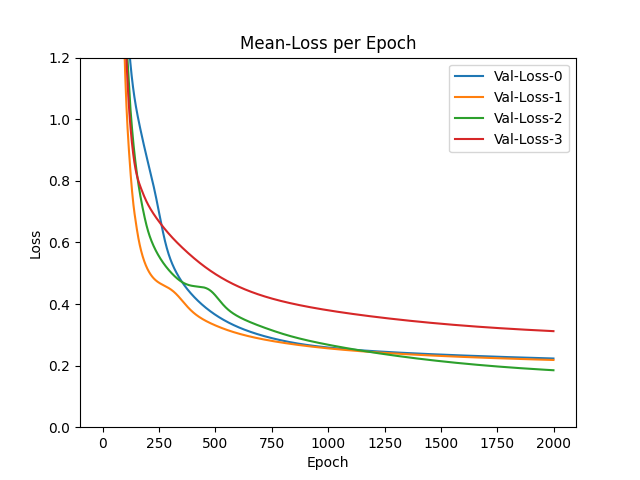 Mean-Loss per Epoch
Val-Loss-0
Val-Loss-1
Val-Loss-2
Val-Loss-3
Loss
1.2
1.0
0.8
0.6
0.4
0.2
0.0
0 250 500 750 1000 1250 1500 1750 2000
Epoch